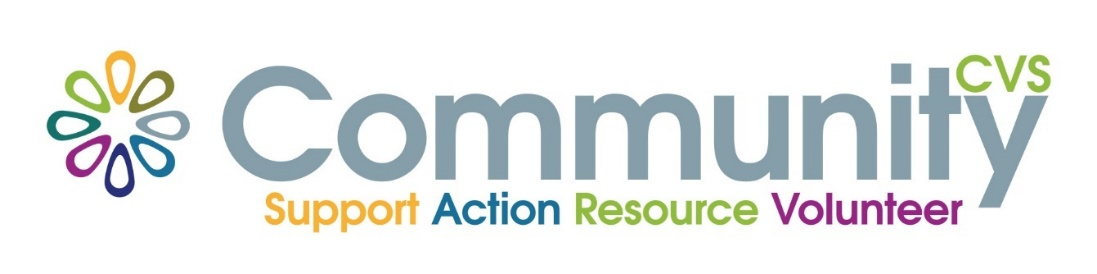 Community CVS
Support Action Resource Volunteer